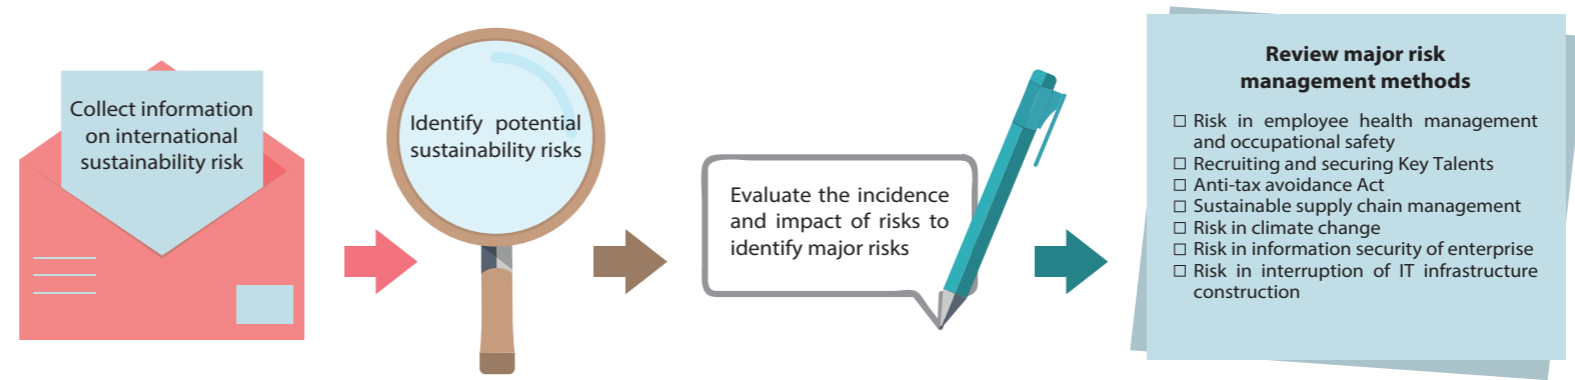 Collect information
on international
sustainability risk
Identify potential
sustainability risks
Evaluate the incidence
and impact of risks to
identify major risks
Review major risk
management methods
☐ Risk in employee health management
and occupational safety
☐ Recruiting and securing Key Talents
☐ Anti-tax avoidance Act
☐ Sustainable supply chain management
☐ Risk in climate change
☐ Risk in information security of enterprise
☐ Risk in interruption of IT infrastructure
construction